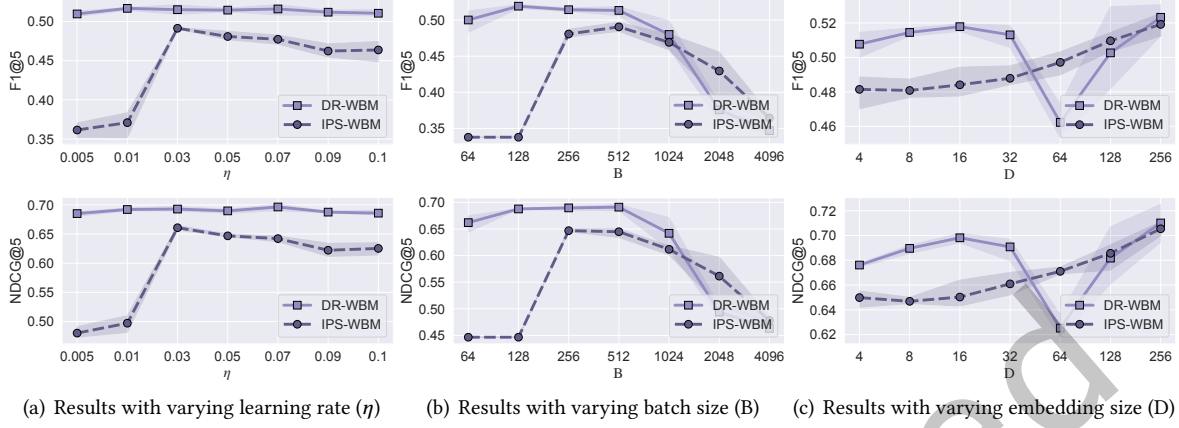 F1@5
0.50
0.45
0.40
0.35
DR-WBM
IPS-WBM
0.005 0.01 0.03 0.05 0.07 0.09 0.1
η
F1@5
0.50
0.45
0.40
0.35
DR-WBM
IPS-WBM
64 128 256 512 1024 2048 4096
B
F1@5
0.52
0.50
0.48
0.46
DR-WBM
IPS-WBM
4 8 16 32 64 128 256
D
NDCG@5
0.70
0.65
0.60
0.55
0.50
DR-WBM
IPS-WBM
0.005 0.01 0.03 0.05 0.07 0.09 0.1
η
NDCG@5
0.70
0.65
0.60
0.55
0.50
0.45
DR-WBM
IPS-WBM
64 128 256 512 1024 2048 4096
B
NDCG@5
0.72
0.70
0.68
0.66
0.64
0.62
DR-WBM
IPS-WBM
4 8 16 32 64 128 256
D
(a) Results with varying learning rate (η)
(b) Results with varying batch size (B)
(c) Results with varying embedding size (D)